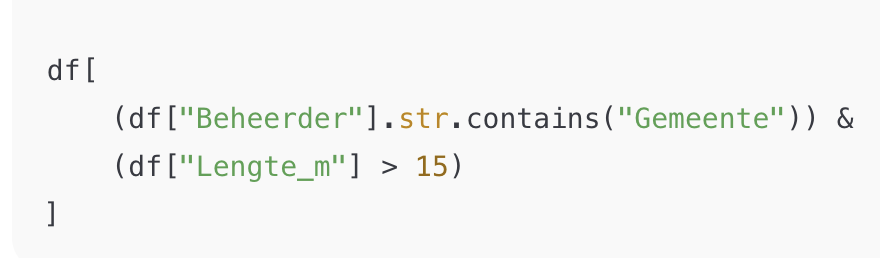 df[
    (df["Beheerder"].str.contains("Gemeente")) &
    (df["Lengte_m"] > 15)
]